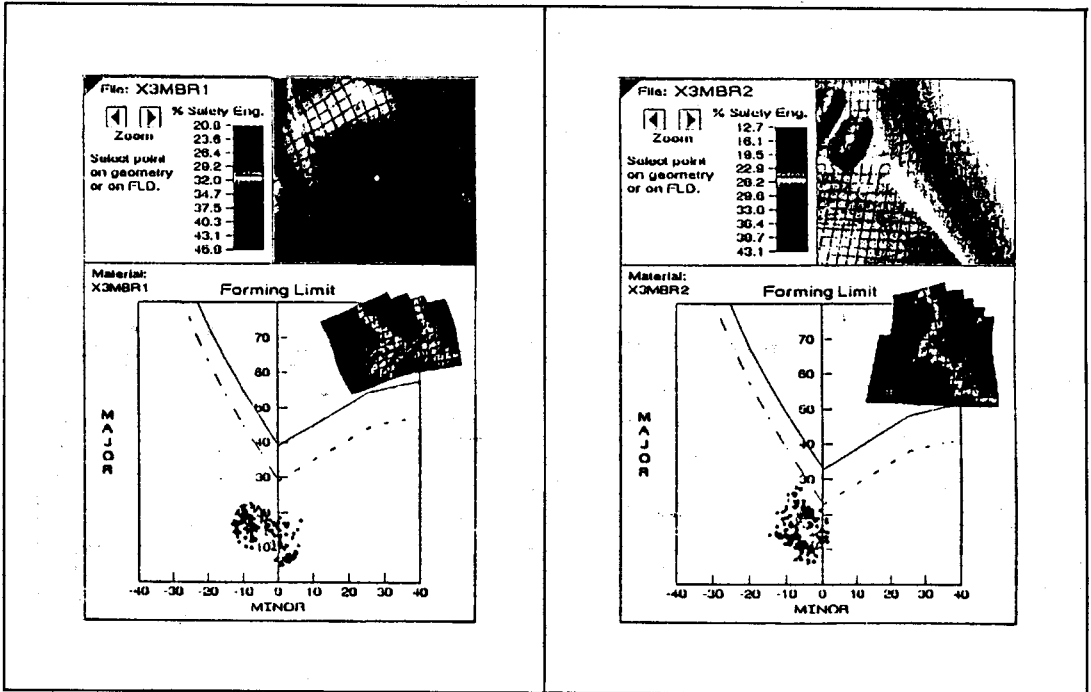 File: X3MBR1
% Safety Eng.
Zoom
Select point
on geometry
or on FLD.
20.8
23.6
26.4
29.2
32.0
34.7
37.5
40.3
43.1
Material:
X3MBR1
Forming Limit
MAJOR
70
60
50
40
30
10
-40 -30 -20 -10 0 10 20 30 40
MINOR
File: X3MBR2
% Safety Eng.
Zoom
Select point
on geometry
or on FLD.
12.7
16.1
19.5
22.9
26.2
29.6
33.0
36.4
39.7
43.1
Material:
X3MBR2
Forming Limit
MAJOR
70
60
50
40
30
-40 -30 -20 -10 0 10 20 30 40
MINOR